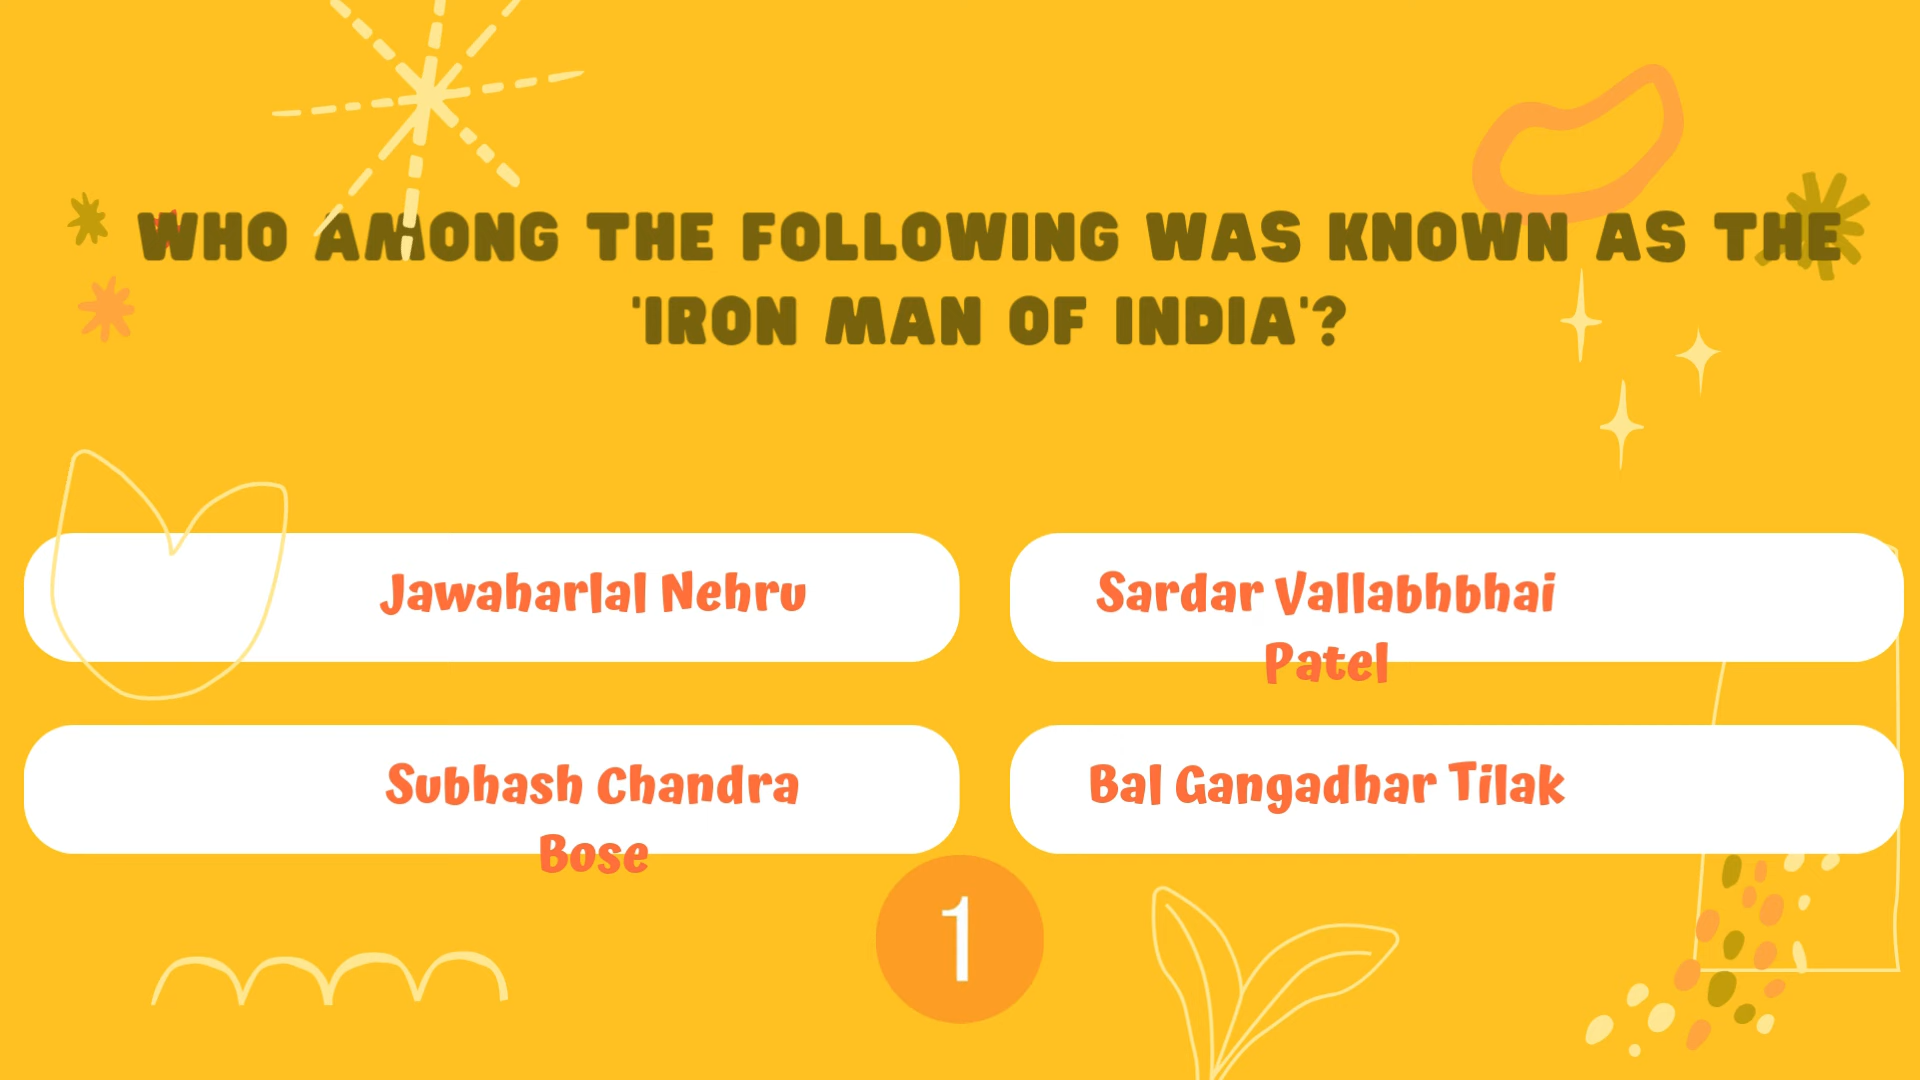 WHO AMONG THE FOLLOWING WAS KNOWN AS THE
'IRON MAN OF INDIA'?
Jawaharlal Nehru
Sardar Vallabhbhai
Patel
Subhash Chandra
Bose
Bal Gangadhar Tilak
1